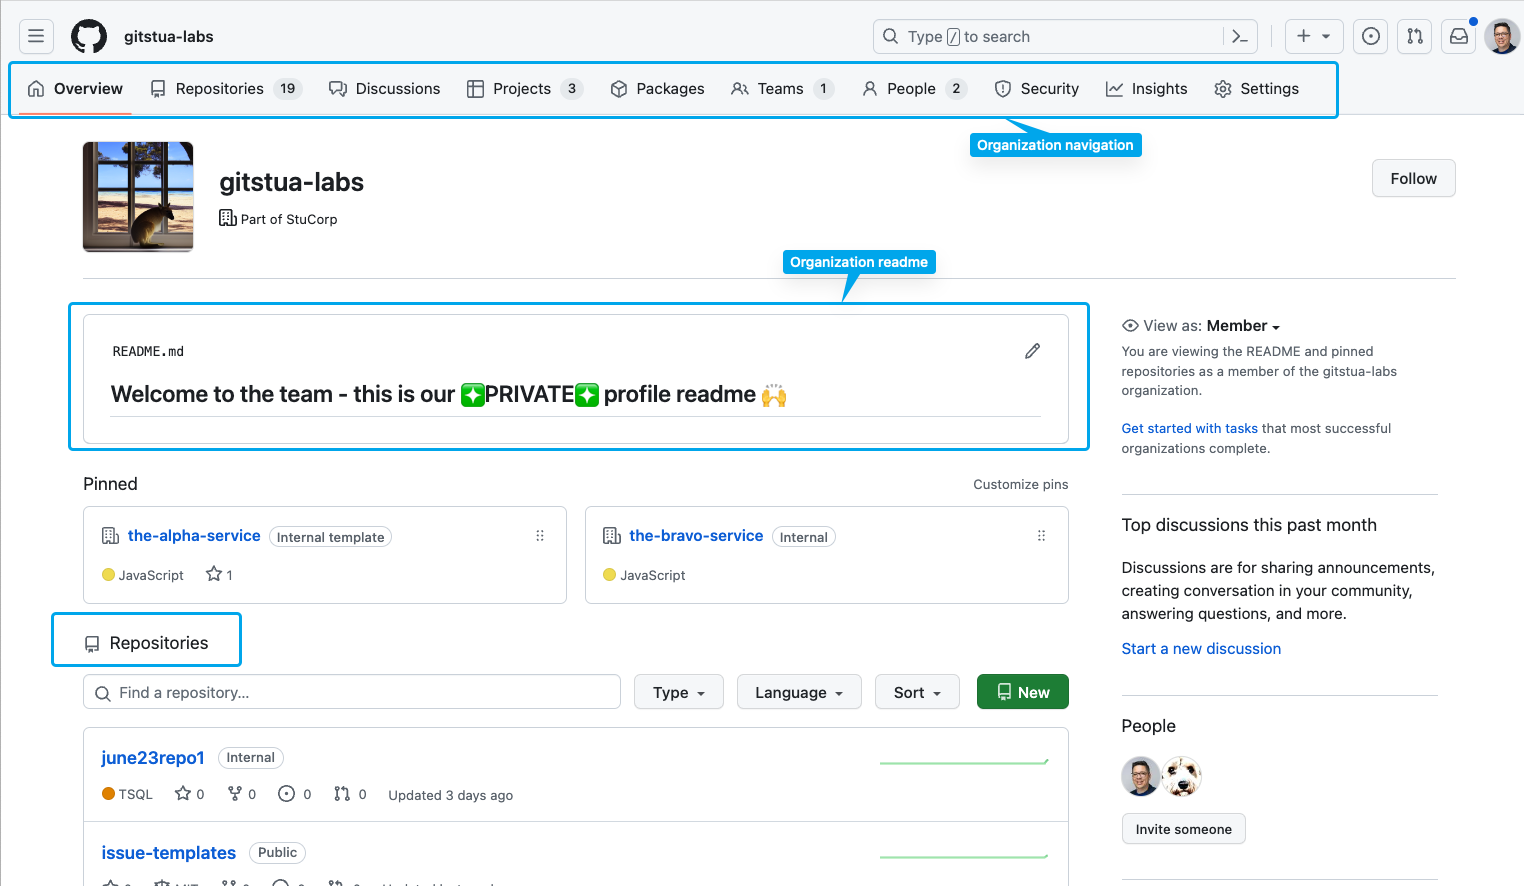 gitstua-labs
Type / to search
Overview
Repositories 19
Discussions
Projects 3
Packages
Teams 1
People 2
Security
Insights
Settings
Organization navigation
gitstua-labs
Part of StuCorp
Follow
Organization readme
README.md
Welcome to the team - this is our PRIVATE profile readme
View as: Member
You are viewing the README and pinned
repositories as a member of the gitstua-labs
organization.
Get started with tasks that most successful
organizations complete.
Pinned
Customize pins
the-alpha-service Internal template
JavaScript 1
the-bravo-service Internal
JavaScript
Top discussions this past month
Discussions are for sharing announcements,
creating conversation in your community,
answering questions, and more.
Start a new discussion
Repositories
Find a repository...
Type
Language
Sort
New
june23repo1 Internal
TSQL 0 0 0 0 Updated 3 days ago
issue-templates Public
People
Invite someone